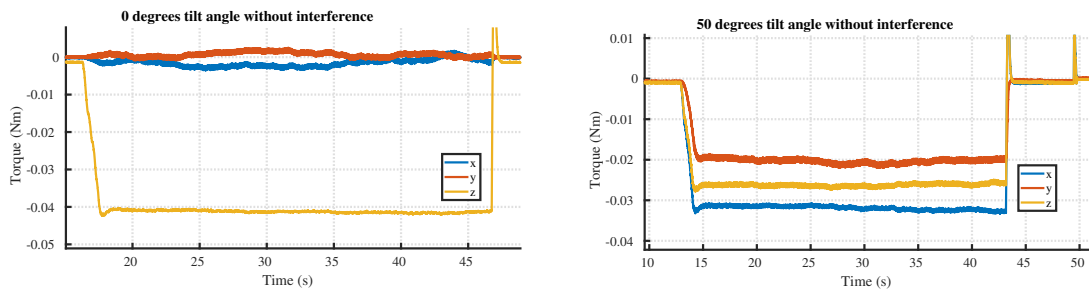 0 degrees tilt angle without interference
0
-0.01
-0.02
-0.03
-0.04
-0.05
Torque (Nm)
x
y
z
20 25 30 35 40 45
Time (s)
50 degrees tilt angle without interference
0.01
0
-0.01
-0.02
-0.03
-0.04
Torque (Nm)
x
y
z
10 15 20 25 30 35 40 45 50
Time (s)